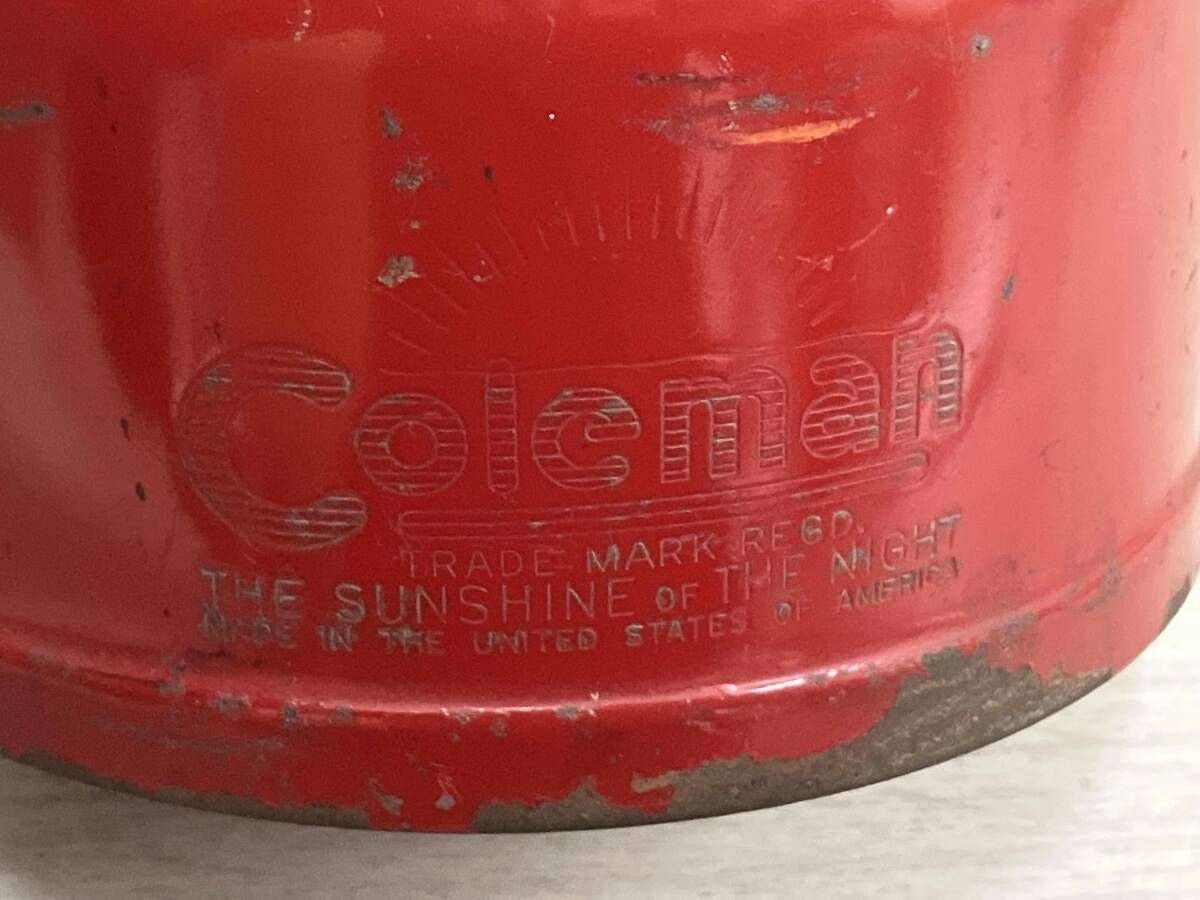 Coleman
TRADE MARK REGD.
THE SUNSHINE OF THE NIGHT
MADE IN THE UNITED STATES OF AMERICA